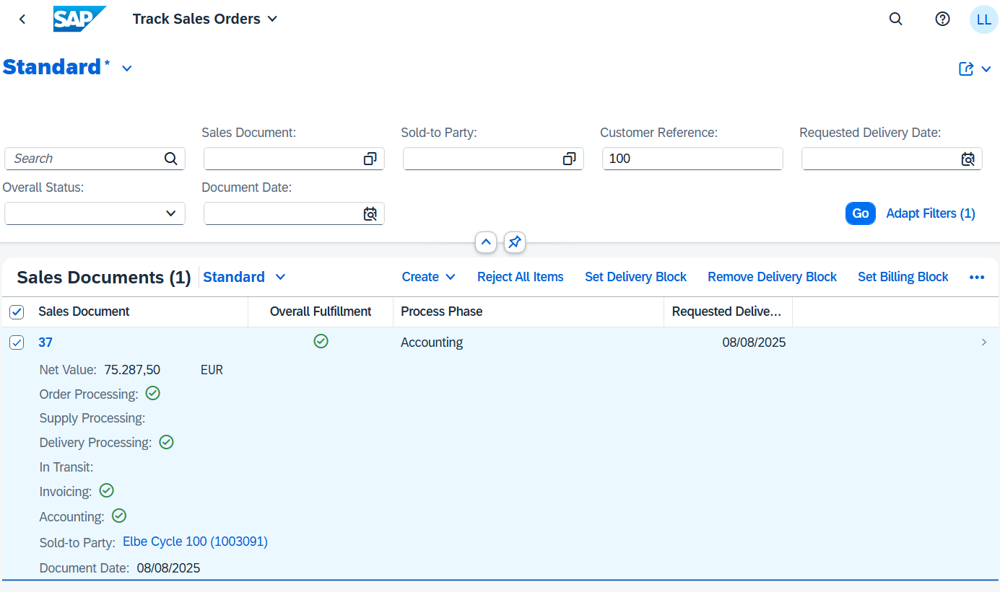 SAP Track Sales Orders LL
Standard *
Sales Document: Sold-to Party: Customer Reference: Requested Delivery Date:
Search 100
Overall Status: Document Date:
Go Adapt Filters (1)
Sales Documents (1) Standard Create Reject All Items Set Delivery Block Remove Delivery Block Set Billing Block •••
Sales Document Overall Fulfillment Process Phase Requested Delive...
37 Accounting 08/08/2025
Net Value: 75.287,50 EUR
Order Processing:
Supply Processing:
Delivery Processing:
In Transit:
Invoicing:
Accounting:
Sold-to Party: Elbe Cycle 100 (1003091)
Document Date: 08/08/2025